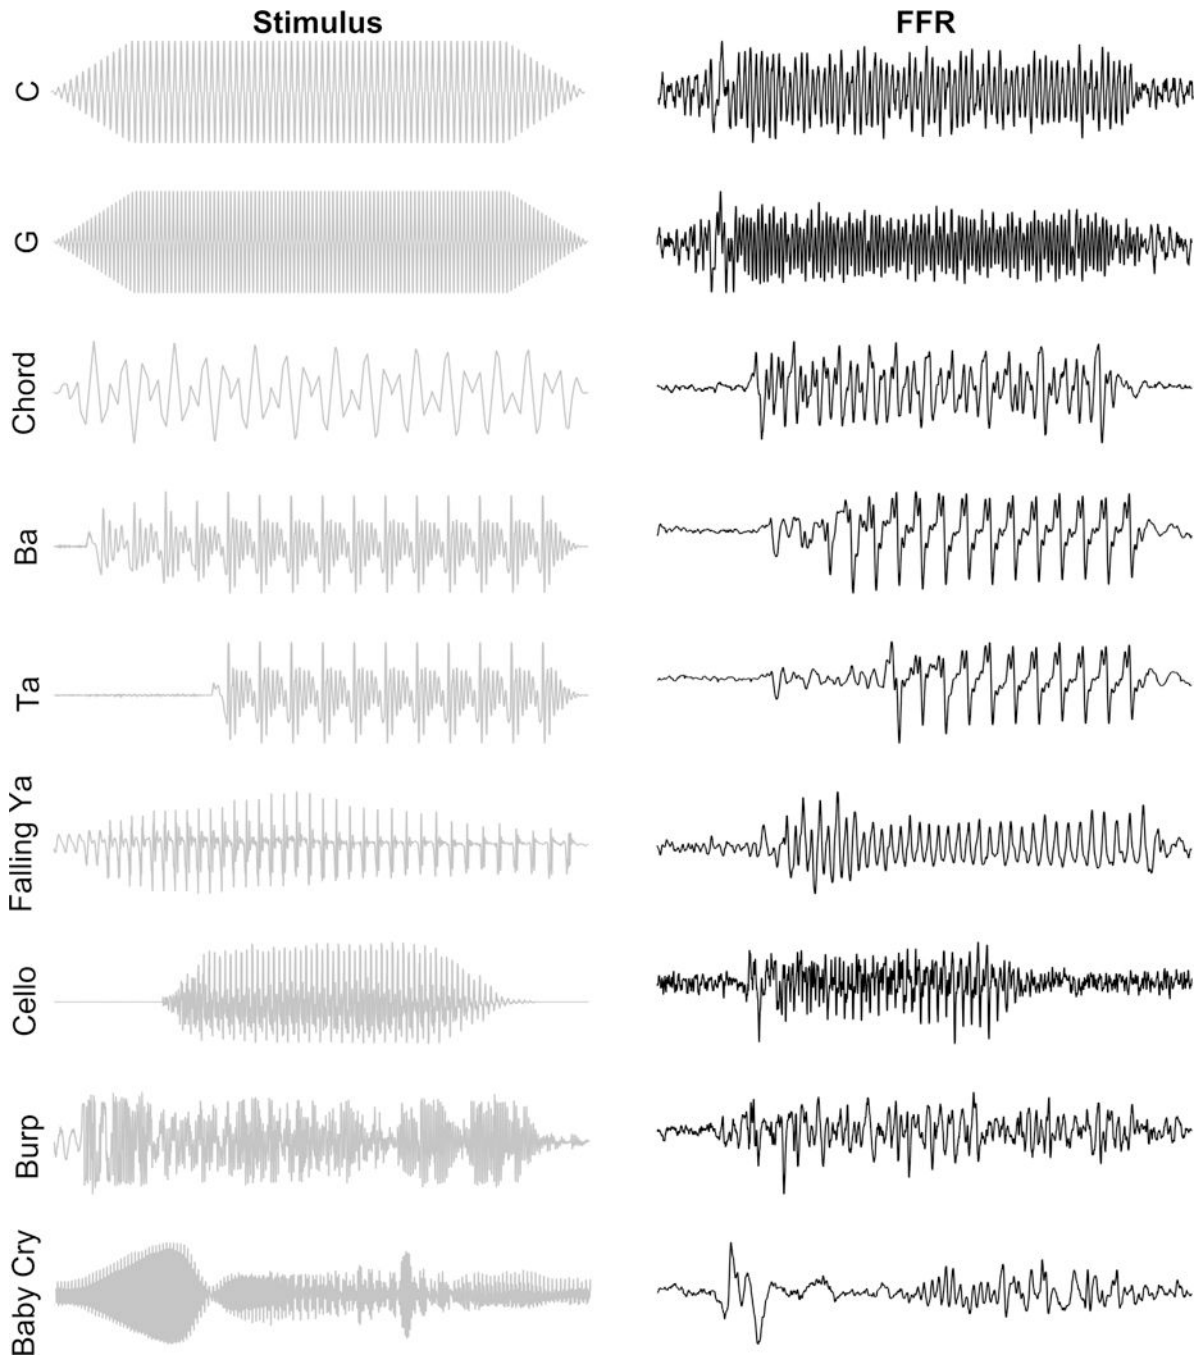 Stimulus FFR
C
G
Chord
Ba
Ta
Falling Ya
Cello
Burp
Baby Cry